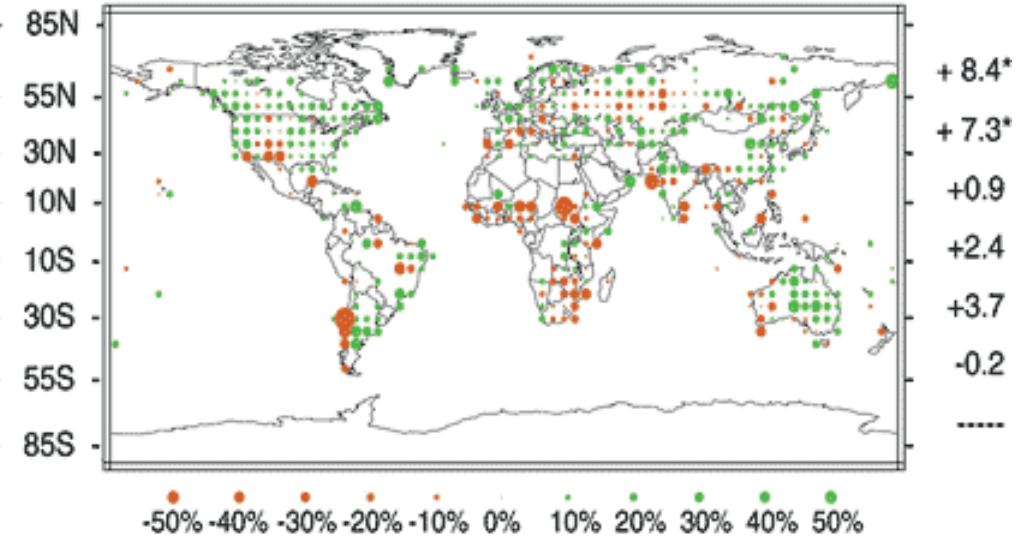 85N
+ 8.4*
55N
+ 7.3*
30N
+0.9
10N
+2.4
10S
+3.7
30S
-0.2
55S
-----
85S
-50% -40% -30% -20% -10% 0% 10% 20% 30% 40% 50%